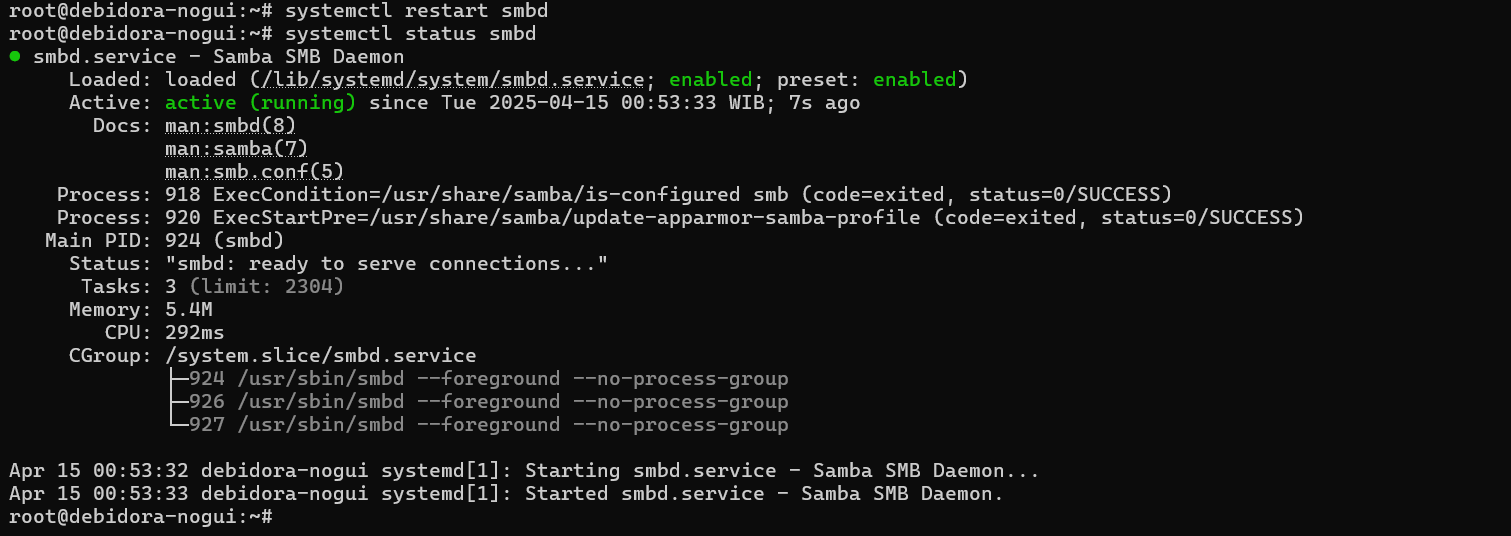 root@debidora-nogui:~# systemctl restart smbd
root@debidora-nogui:~# systemctl status smbd
● smbd.service - Samba SMB Daemon
     Loaded: loaded (/lib/systemd/system/smbd.service; enabled; preset: enabled)
     Active: active (running) since Tue 2025-04-15 00:53:33 WIB; 7s ago
       Docs: man:smbd(8)
             man:samba(7)
             man:smb.conf(5)
    Process: 918 ExecCondition=/usr/share/samba/is-configured smb (code=exited, status=0/SUCCESS)
    Process: 920 ExecStartPre=/usr/share/samba/update-apparmor-samba-profile (code=exited, status=0/SUCCESS)
   Main PID: 924 (smbd)
     Status: "smbd: ready to serve connections..."
      Tasks: 3 (limit: 2304)
     Memory: 5.4M
        CPU: 292ms
     CGroup: /system.slice/smbd.service
             ├─924 /usr/sbin/smbd --foreground --no-process-group
             ├─926 /usr/sbin/smbd --foreground --no-process-group
             └─927 /usr/sbin/smbd --foreground --no-process-group

Apr 15 00:53:32 debidora-nogui systemd[1]: Starting smbd.service - Samba SMB Daemon...
Apr 15 00:53:33 debidora-nogui systemd[1]: Started smbd.service - Samba SMB Daemon.
root@debidora-nogui:~#